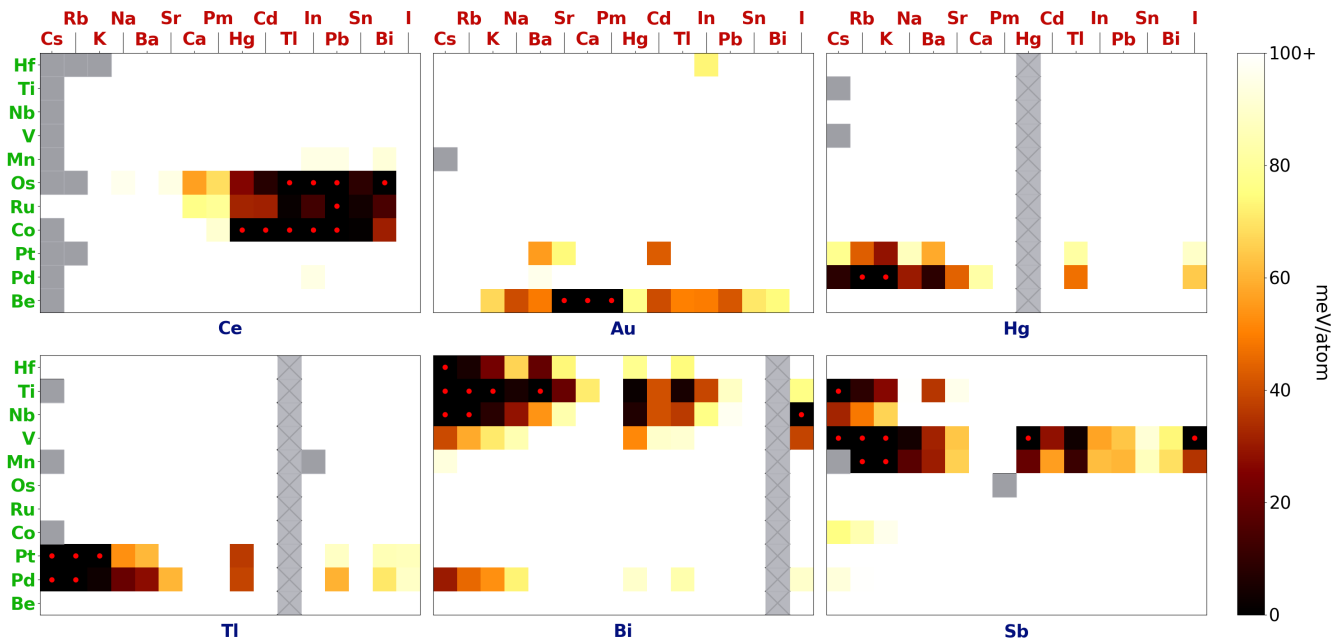 Rb Na Sr Pm Cd In Sn I
Cs K Ba Ca Hg Tl Pb Bi
Rb Na Sr Pm Cd In Sn I
Cs K Ba Ca Hg Tl Pb Bi
Rb Na Sr Pm Cd In Sn I
Cs K Ba Ca Hg Tl Pb Bi
Hf
Ti
Nb
V
Mn
Os
Ru
Co
Pt
Pd
Be
Ce
Au
Hg
Hf
Ti
Nb
V
Mn
Os
Ru
Co
Pt
Pd
Be
Tl
Bi
Sb
100+
80
60
40
20
0
meV/atom